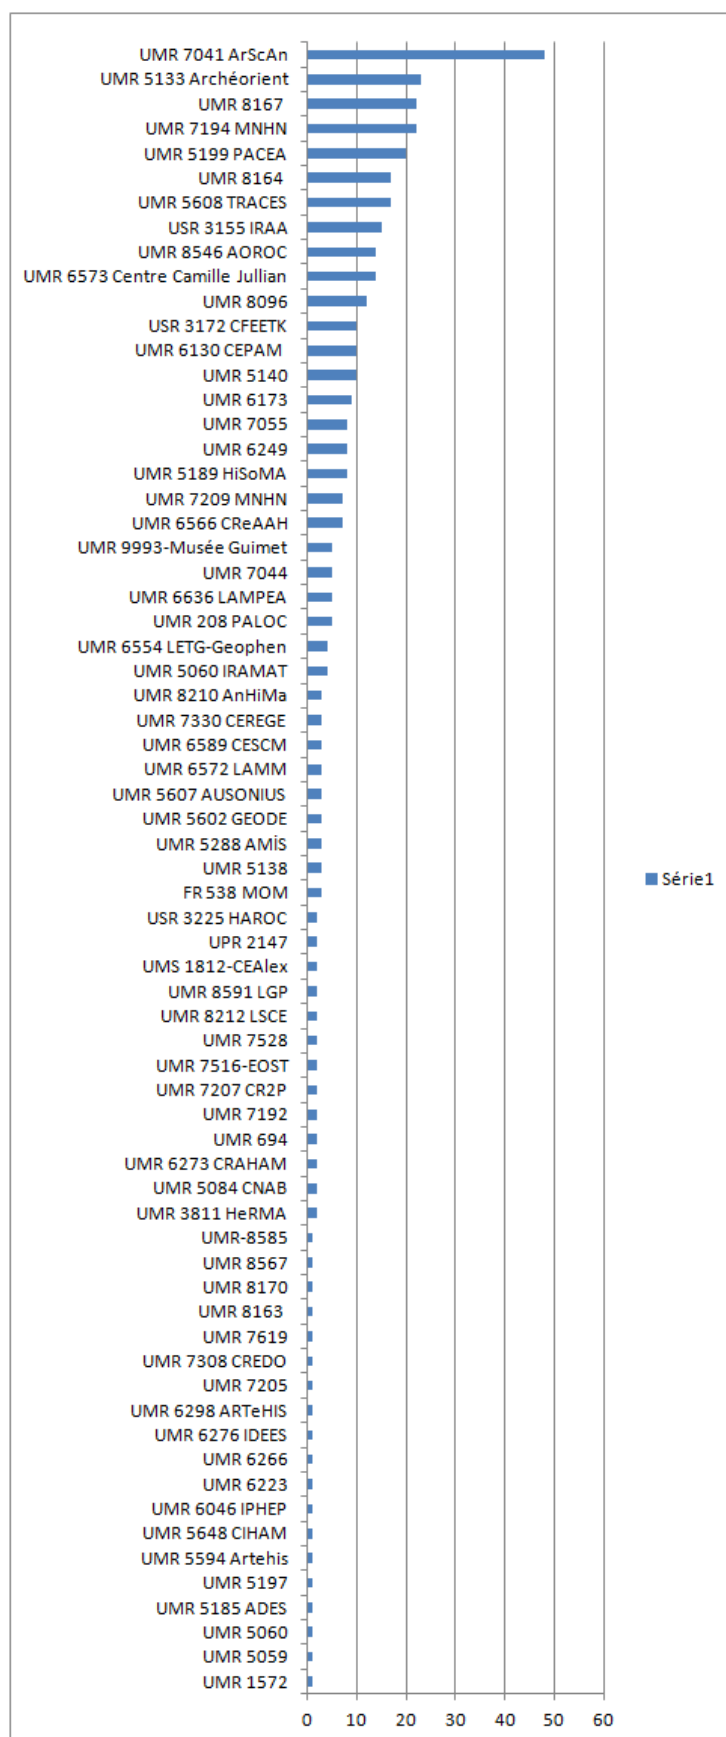 UMR 7041 ArScAn
UMR 5133 Archéorient
UMR 8167
UMR 7194 MNHN
UMR 5199 PACEA
UMR 8164
UMR 5608 TRACES
USR 3155 IRAA
UMR 8546 AOROC
UMR 6573 Centre Camille Jullian
UMR 8096
USR 3172 CFEETK
UMR 6130 CEPAM
UMR 5140
UMR 6173
UMR 7055
UMR 6249
UMR 5189 HiSoMA
UMR 7209 MNHN
UMR 6566 CReAAH
UMR 9993-Musée Guimet
UMR 7044
UMR 6636 LAMPEA
UMR 208 PALOC
UMR 6554 LETG-Geophen
UMR 5060 IRAMAT
UMR 8210 AnHiMa
UMR 7330 CEREGE
UMR 6589 CESCM
UMR 6572 LAMM
UMR 5607 AUSONIUS
UMR 5602 GEODE
UMR 5288 AMİS
UMR 5138
FR 538 MOM
USR 3225 HAROC
UPR 2147
UMS 1812-CEAlex
UMR 8591 LGP
UMR 8212 LSCE
UMR 7528
UMR 7516-EOST
UMR 7207 CR2P
UMR 7192
UMR 694
UMR 6273 CRAHAM
UMR 5084 CNAB
UMR 3811 HeRMA
UMR-8585
UMR 8567
UMR 8170
UMR 8163
UMR 7619
UMR 7308 CREDO
UMR 7205
UMR 6298 ARTeHIS
UMR 6276 IDEES
UMR 6266
UMR 6223
UMR 6046 IPHEP
UMR 5648 CIHAM
UMR 5594 Artehis
UMR 5197
UMR 5185 ADES
UMR 5060
UMR 5059
UMR 1572
0 10 20 30 40 50 60
Série1